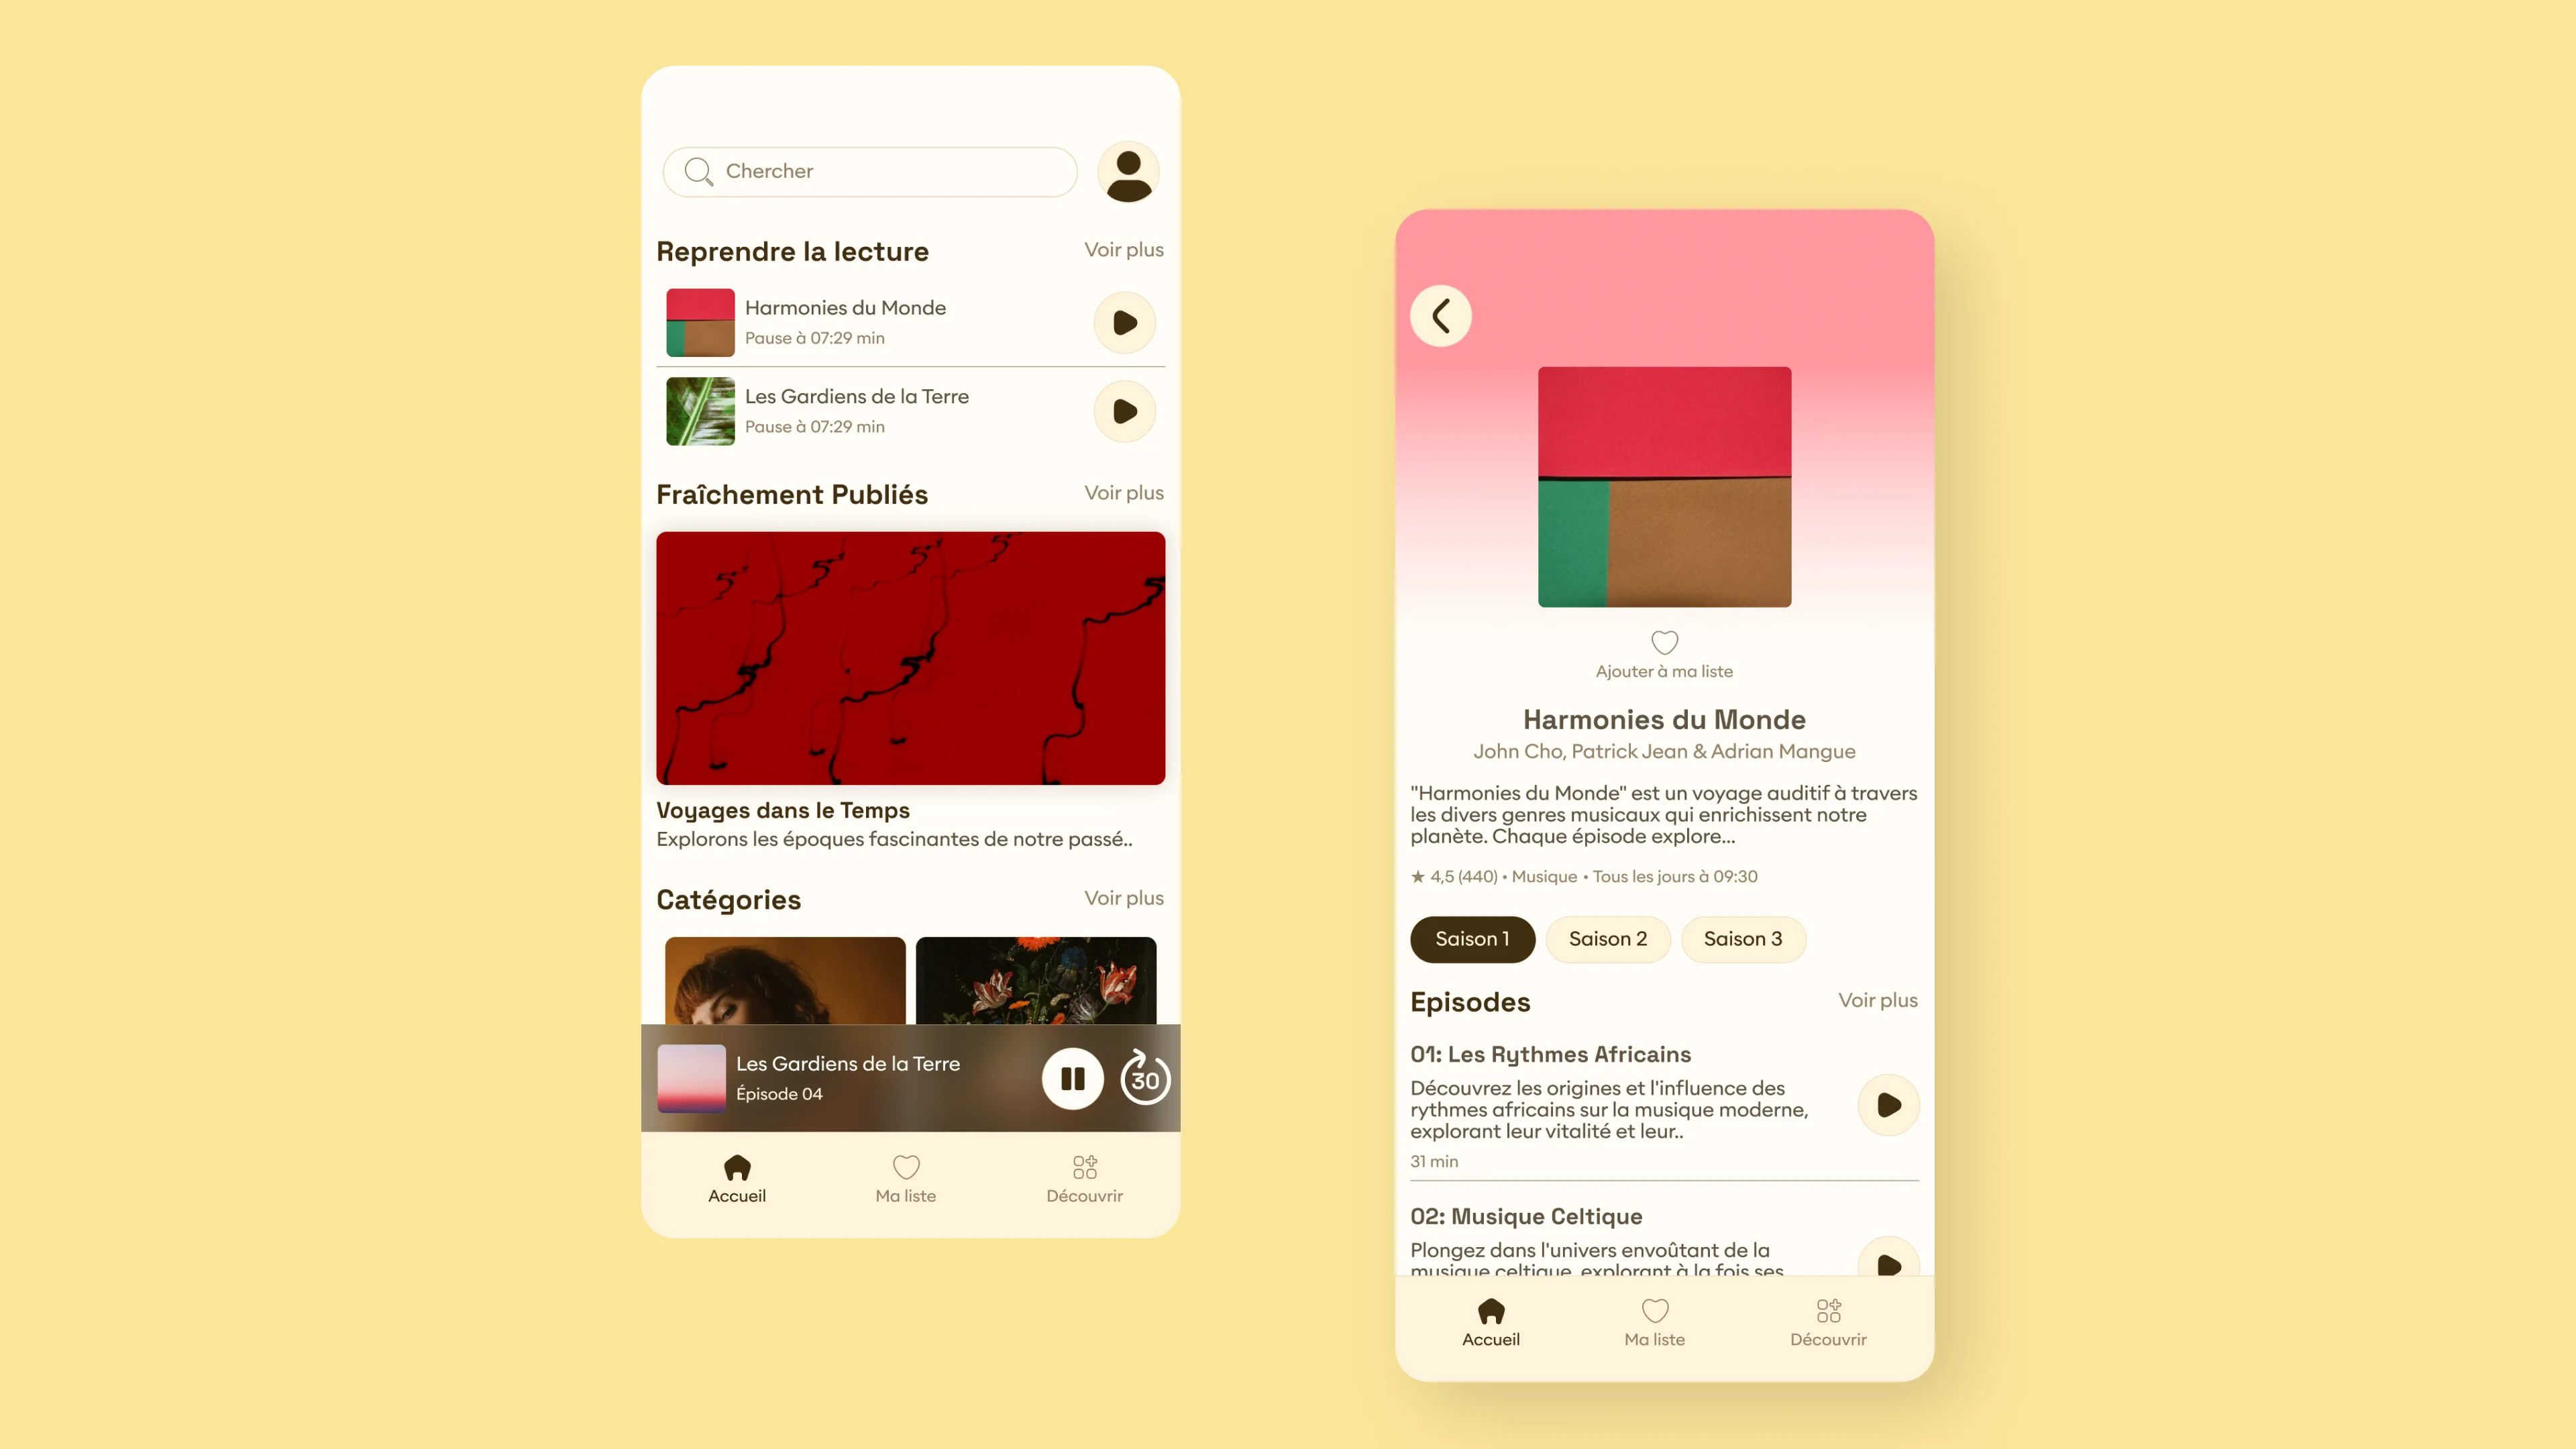 Chercher
Reprendre la lecture
Voir plus
Harmonies du Monde
Pause à 07:29 min
Les Gardiens de la Terre
Pause à 07:29 min
Fraîchement Publiés
Voir plus
Voyages dans le Temps
Explorons les époques fascinantes de notre passé..
Catégories
Voir plus
Les Gardiens de la Terre
Épisode 04
30
Accueil
Ma liste
Découvrir
Ajouter à ma liste
Harmonies du Monde
John Cho, Patrick Jean & Adrian Mangue
"Harmonies du Monde" est un voyage auditif à travers
les divers genres musicaux qui enrichissent notre
planète. Chaque épisode explore...
★ 4,5 (440) • Musique • Tous les jours à 09:30
Saison 1
Saison 2
Saison 3
Episodes
Voir plus
01: Les Rythmes Africains
Découvrez les origines et l'influence des
rythmes africains sur la musique moderne,
explorant leur vitalité et leur..
31 min
02: Musique Celtique
Plongez dans l'univers envoûtant de la
musique celtique, explorant à la fois ses
Accueil
Ma liste
Découvrir